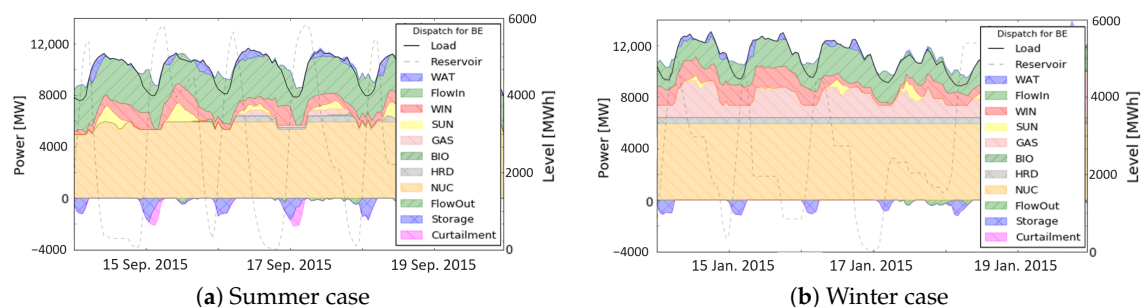 12,000
8000
4000
0
−4000
Power [MW]
6000
4000
2000
0
Level [MWh]
Dispatch for BE
Load
Reservoir
WAT
FlowIn
WIN
SUN
GAS
BIO
HRD
NUC
FlowOut
Storage
Curtailment
15 Sep. 2015 17 Sep. 2015 19 Sep. 2015
(a) Summer case
12,000
8000
4000
0
−4000
Power [MW]
6000
4000
2000
0
Level [MWh]
Dispatch for BE
Load
Reservoir
WAT
FlowIn
WIN
SUN
GAS
BIO
HRD
NUC
FlowOut
Storage
Curtailment
15 Jan. 2015 17 Jan. 2015 19 Jan. 2015
(b) Winter case